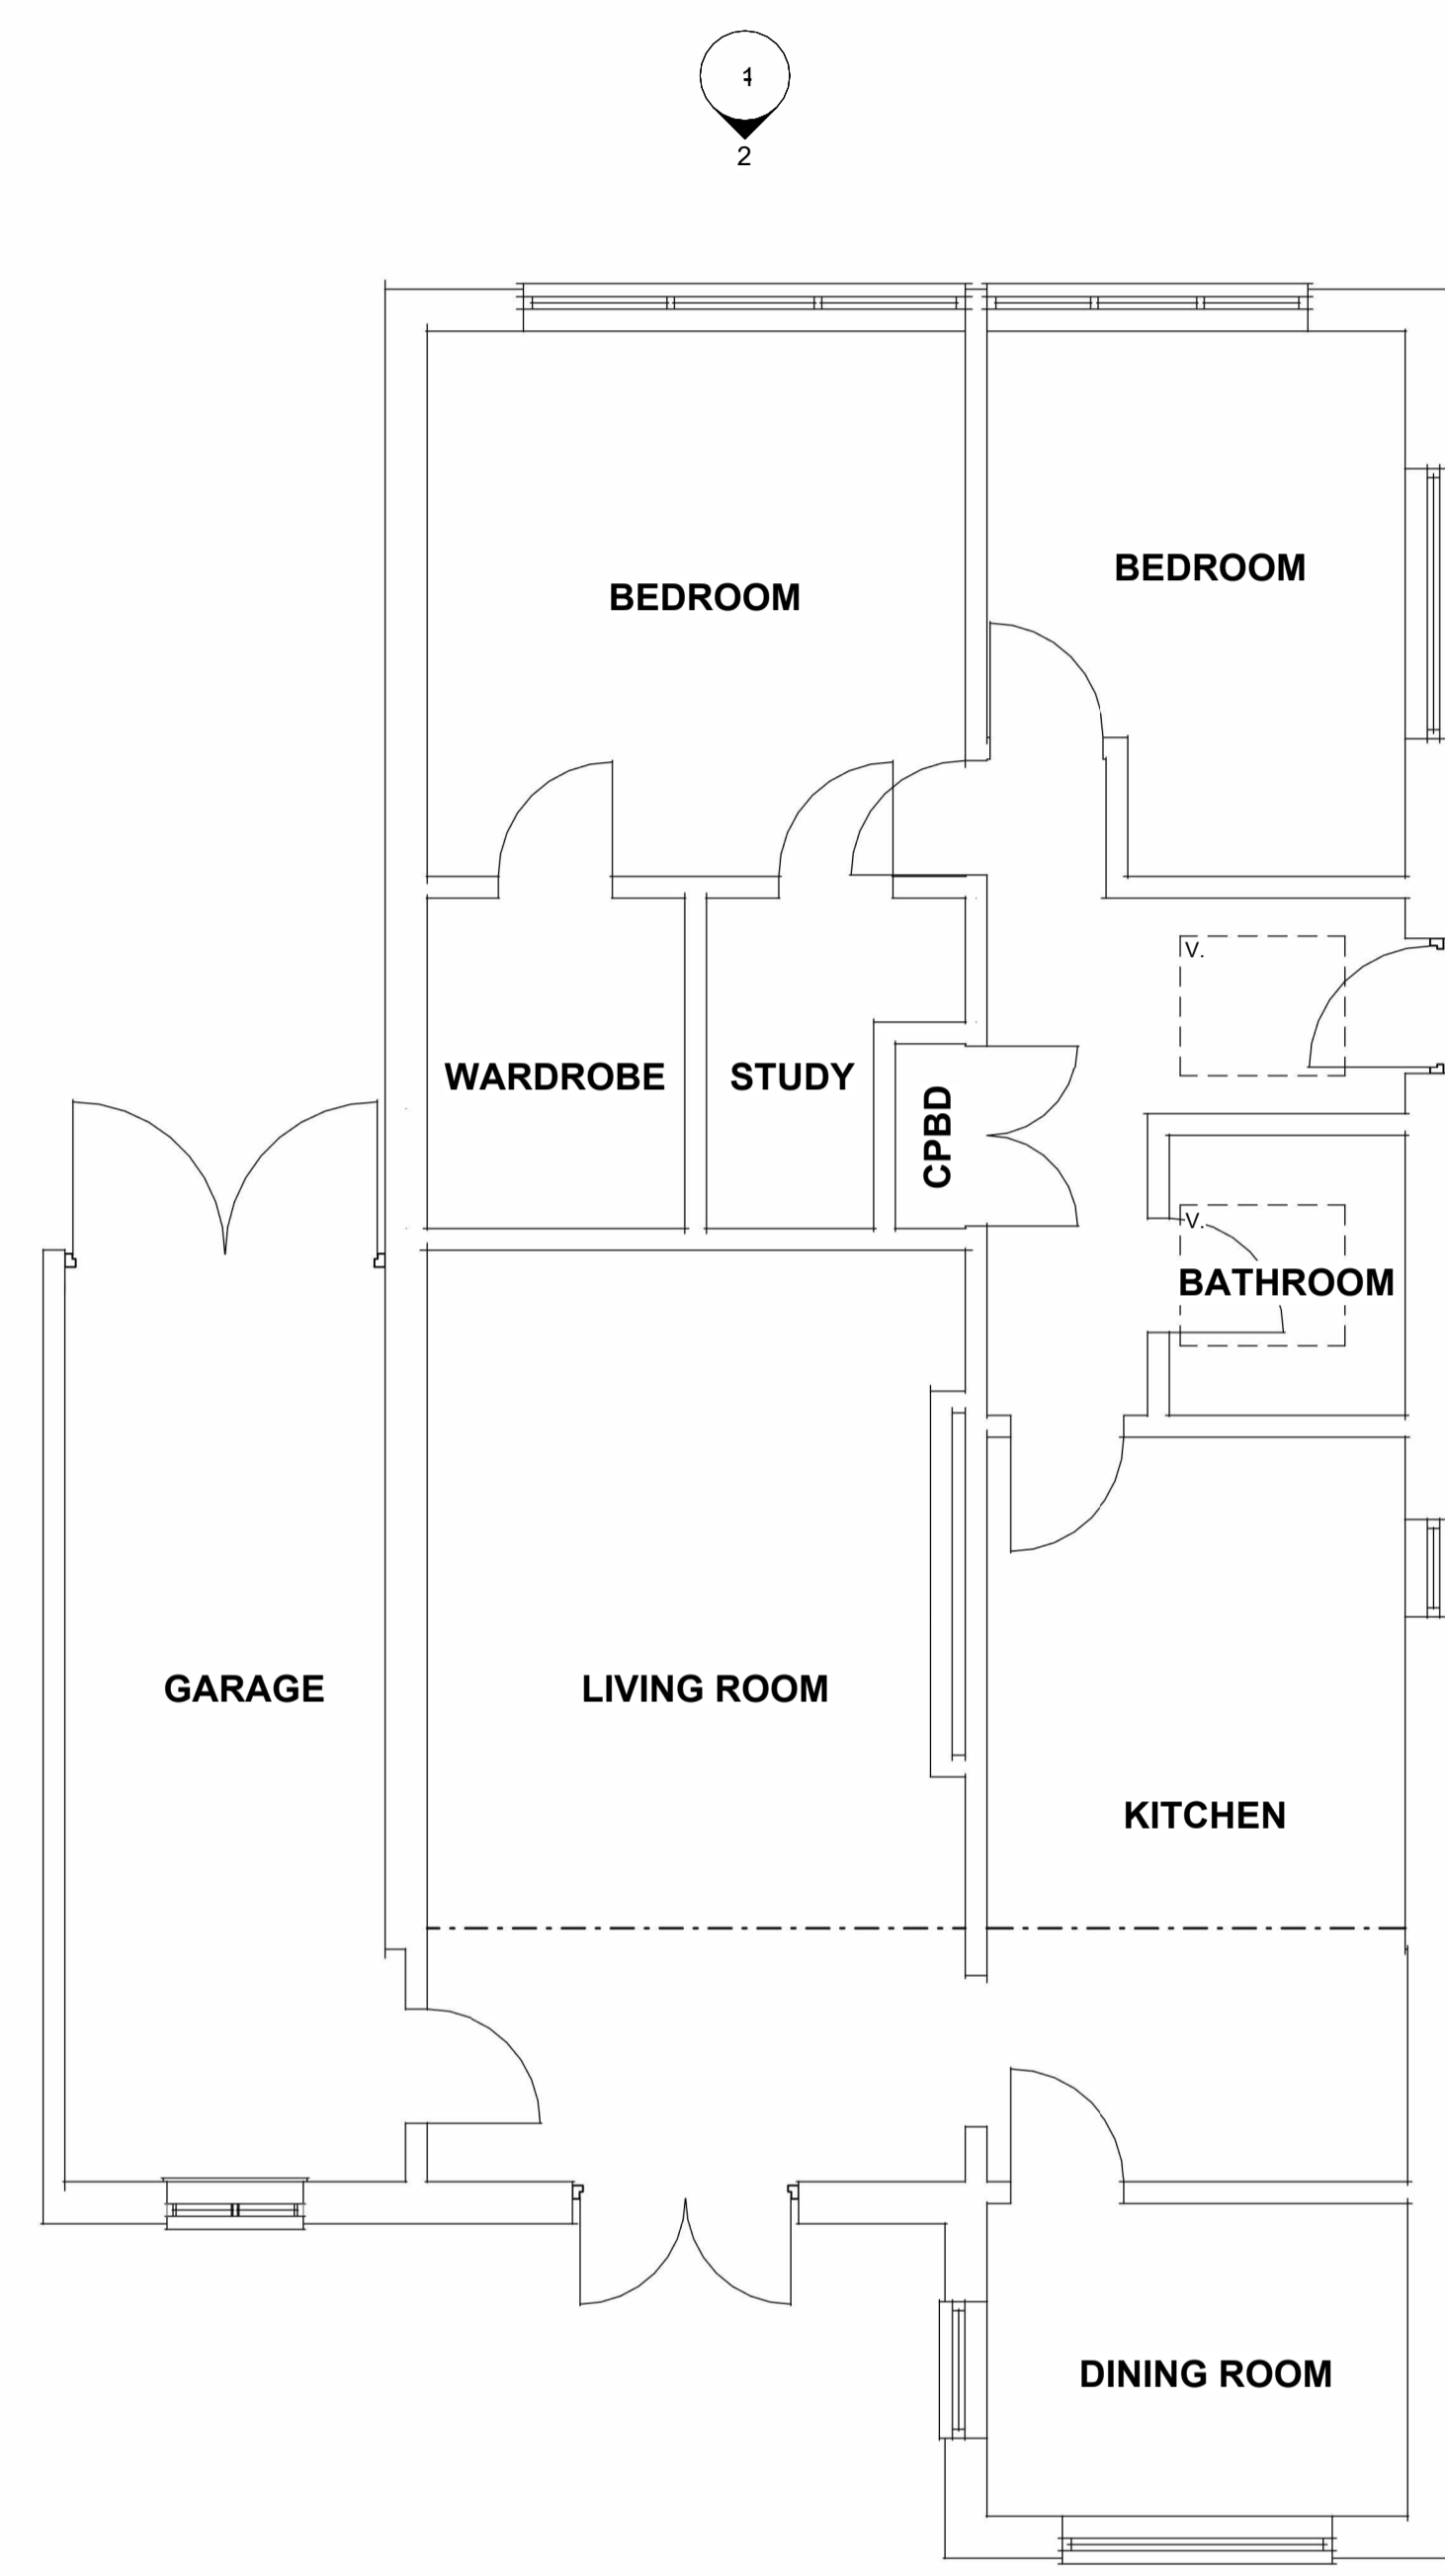 1
2
BEDROOM
BEDROOM
V.
WARDROBE
STUDY
CPBD
V.
BATHROOM
GARAGE
LIVING ROOM
KITCHEN
DINING ROOM